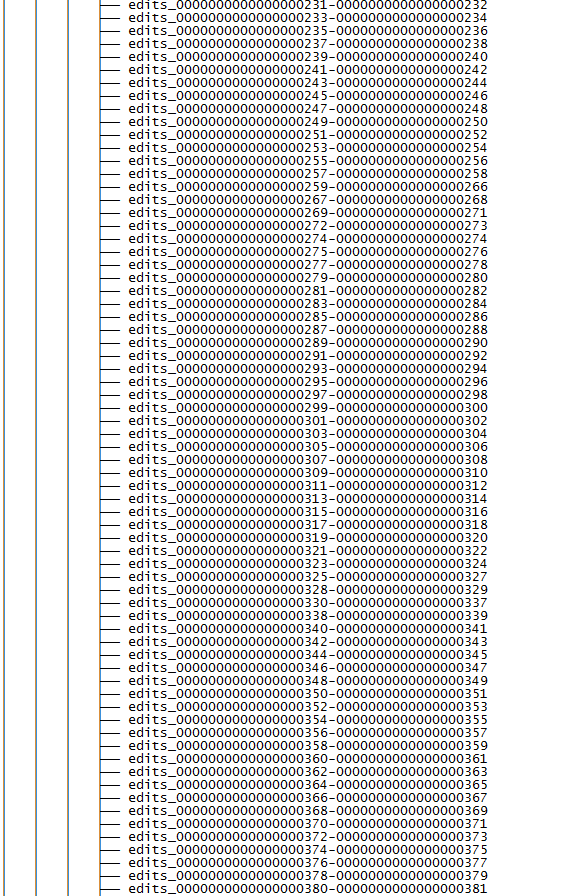 ├── edits_0000000000000000231-0000000000000000232
├── edits_0000000000000000233-0000000000000000234
├── edits_0000000000000000235-0000000000000000236
├── edits_0000000000000000237-0000000000000000238
├── edits_0000000000000000239-0000000000000000240
├── edits_0000000000000000241-0000000000000000242
├── edits_0000000000000000243-0000000000000000244
├── edits_0000000000000000245-0000000000000000246
├── edits_0000000000000000247-0000000000000000248
├── edits_0000000000000000249-0000000000000000250
├── edits_0000000000000000251-0000000000000000252
├── edits_0000000000000000253-0000000000000000254
├── edits_0000000000000000255-0000000000000000256
├── edits_0000000000000000257-0000000000000000258
├── edits_0000000000000000259-0000000000000000266
├── edits_0000000000000000267-0000000000000000268
├── edits_0000000000000000269-0000000000000000271
├── edits_0000000000000000272-0000000000000000273
├── edits_0000000000000000274-0000000000000000274
├── edits_0000000000000000275-0000000000000000276
├── edits_0000000000000000277-0000000000000000278
├── edits_0000000000000000279-0000000000000000280
├── edits_0000000000000000281-0000000000000000282
├── edits_0000000000000000283-0000000000000000284
├── edits_0000000000000000285-0000000000000000286
├── edits_0000000000000000287-0000000000000000288
├── edits_0000000000000000289-0000000000000000290
├── edits_0000000000000000291-0000000000000000292
├── edits_0000000000000000293-0000000000000000294
├── edits_0000000000000000295-0000000000000000296
├── edits_0000000000000000297-0000000000000000298
├── edits_0000000000000000299-0000000000000000300
├── edits_0000000000000000301-0000000000000000302
├── edits_0000000000000000303-0000000000000000304
├── edits_0000000000000000305-0000000000000000306
├── edits_0000000000000000307-0000000000000000308
├── edits_0000000000000000309-0000000000000000310
├── edits_0000000000000000311-0000000000000000312
├── edits_0000000000000000313-0000000000000000314
├── edits_0000000000000000315-0000000000000000316
├── edits_0000000000000000317-0000000000000000318
├── edits_0000000000000000319-0000000000000000320
├── edits_0000000000000000321-0000000000000000322
├── edits_0000000000000000323-0000000000000000324
├── edits_0000000000000000325-0000000000000000327
├── edits_0000000000000000328-0000000000000000329
├── edits_0000000000000000330-0000000000000000337
├── edits_0000000000000000338-0000000000000000339
├── edits_0000000000000000340-0000000000000000341
├── edits_0000000000000000342-0000000000000000343
├── edits_0000000000000000344-0000000000000000345
├── edits_0000000000000000346-0000000000000000347
├── edits_0000000000000000348-0000000000000000349
├── edits_0000000000000000350-0000000000000000351
├── edits_0000000000000000352-0000000000000000353
├── edits_0000000000000000354-0000000000000000355
├── edits_0000000000000000356-0000000000000000357
├── edits_0000000000000000358-0000000000000000359
├── edits_0000000000000000360-0000000000000000361
├── edits_0000000000000000362-0000000000000000363
├── edits_0000000000000000364-0000000000000000365
├── edits_0000000000000000366-0000000000000000367
├── edits_0000000000000000368-0000000000000000369
├── edits_0000000000000000370-0000000000000000371
├── edits_0000000000000000372-0000000000000000373
├── edits_0000000000000000374-0000000000000000375
├── edits_0000000000000000376-0000000000000000377
├── edits_0000000000000000378-0000000000000000379
├── edits_0000000000000000380-0000000000000000381